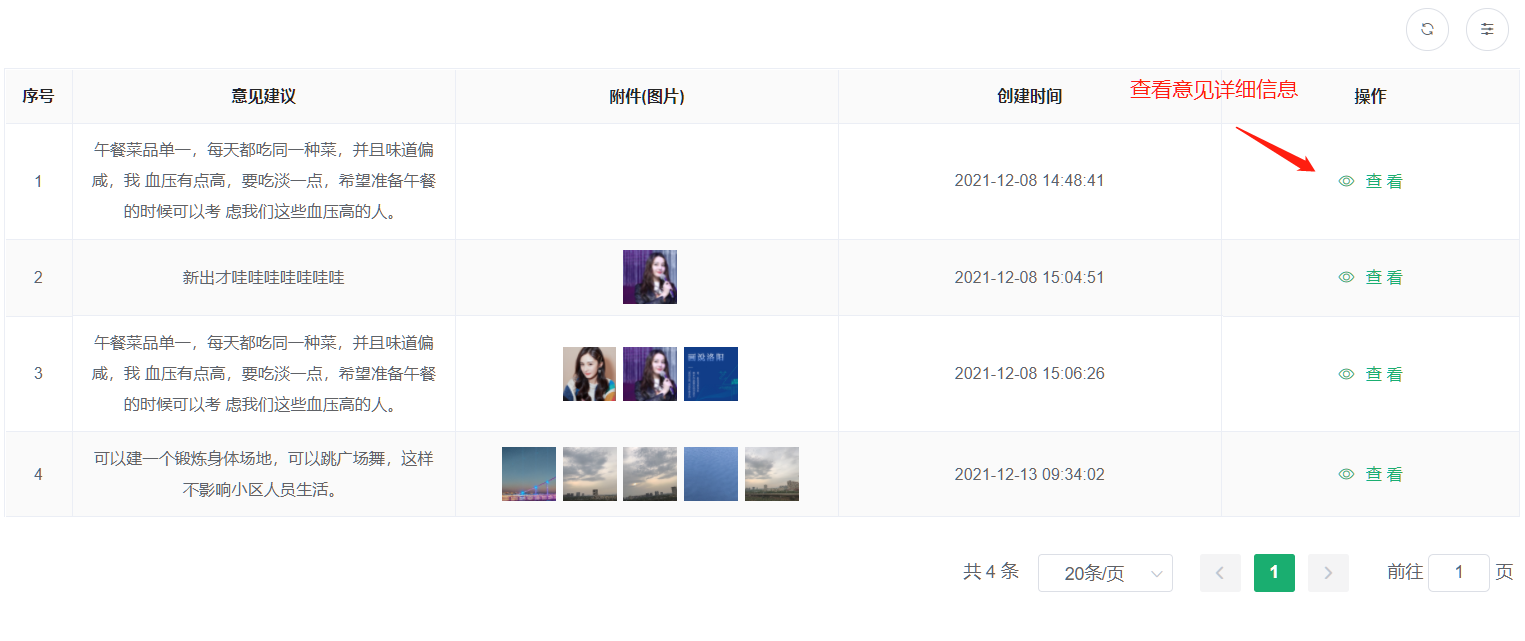 序号 意见建议 附件(图片) 创建时间 查看意见详细信息 操作
午餐菜品单一，每天都吃同一种菜，并且味道偏
1 咸，我 血压有点高，要吃淡一点，希望准备午餐 2021-12-08 14:48:41 查 看
的时候可以考 虑我们这些血压高的人。
2 新出才哇哇哇哇哇哇哇 2021-12-08 15:04:51 查 看
午餐菜品单一，每天都吃同一种菜，并且味道偏
3 咸，我 血压有点高，要吃淡一点，希望准备午餐 2021-12-08 15:06:26 查 看
的时候可以考 虑我们这些血压高的人。
可以建一个锻炼身体场地，可以跳广场舞，这样
4 2021-12-13 09:34:02 查 看
不影响小区人员生活。
共 4 条 20条/页 1 前往 1 页